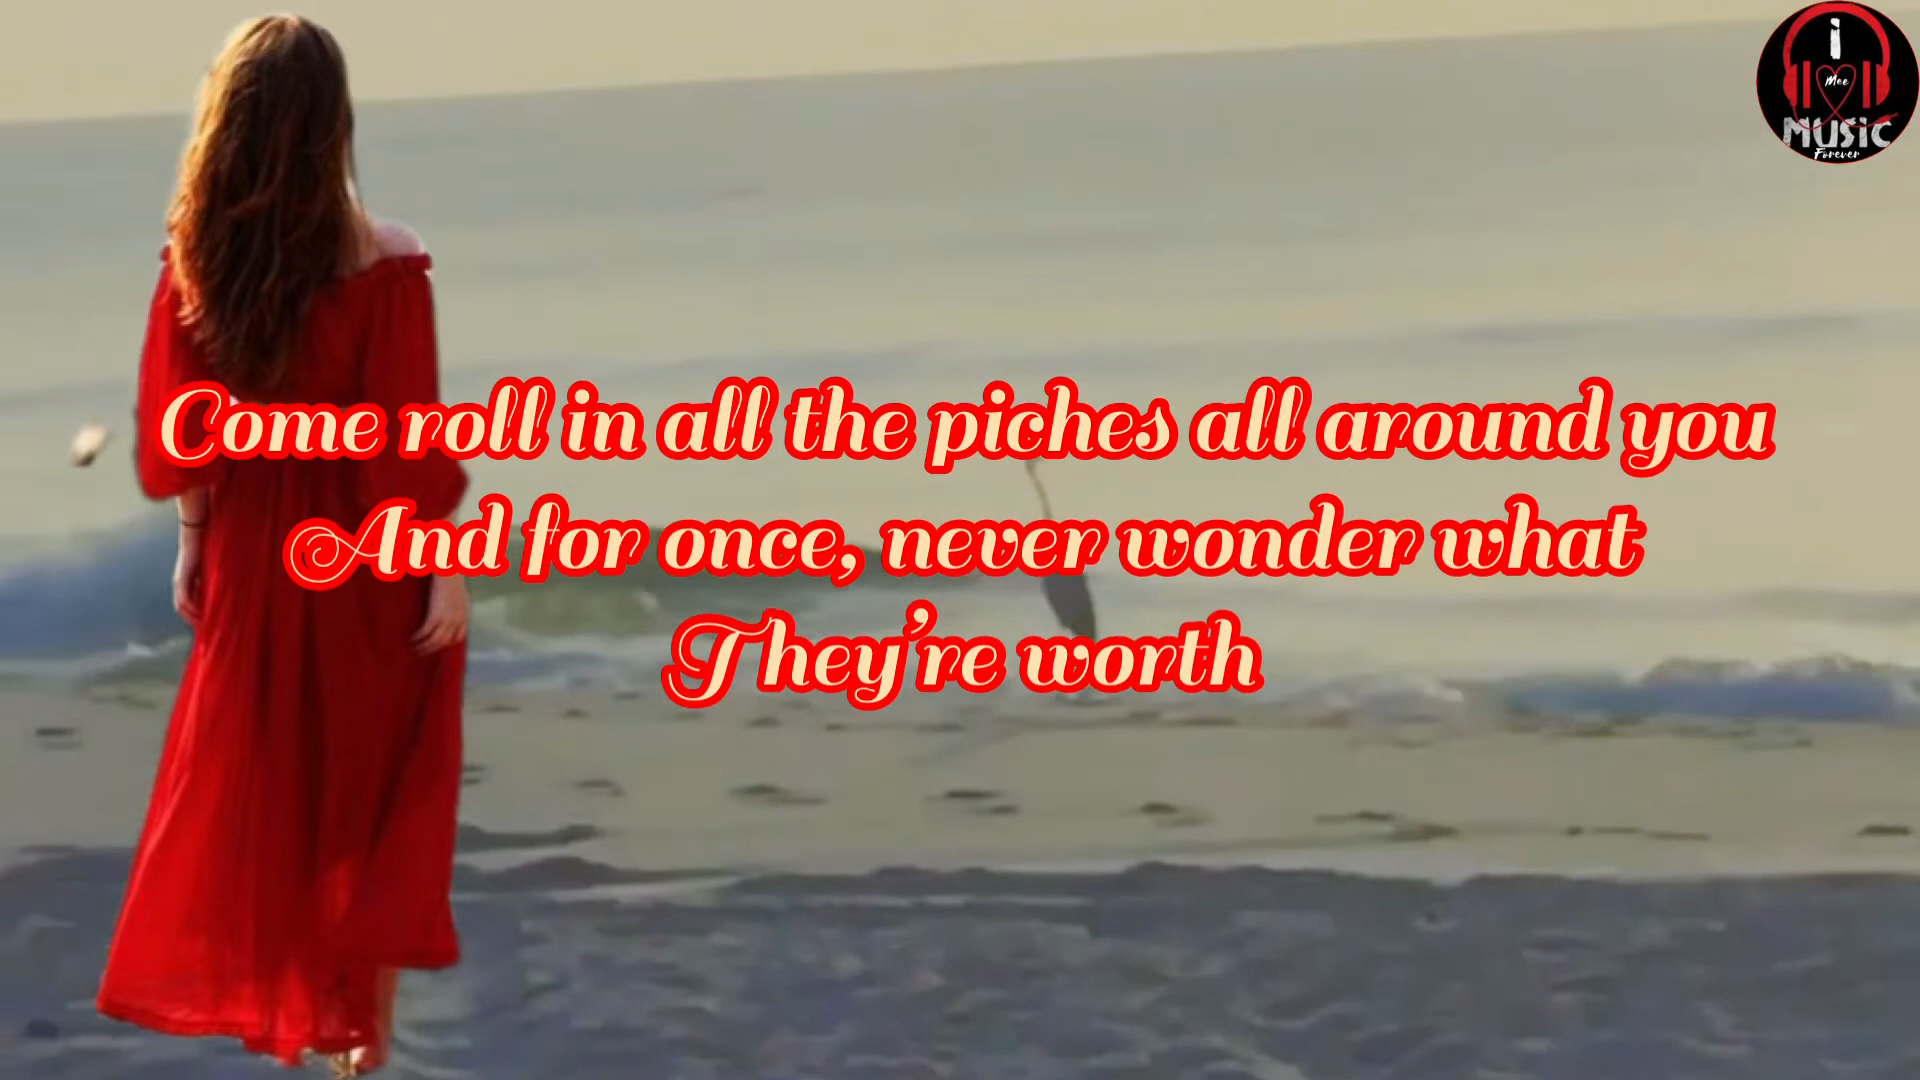 i
Mee
MUSIC
Forever
Come roll in all the piches all around you
And for once, never wonder what
They're worth